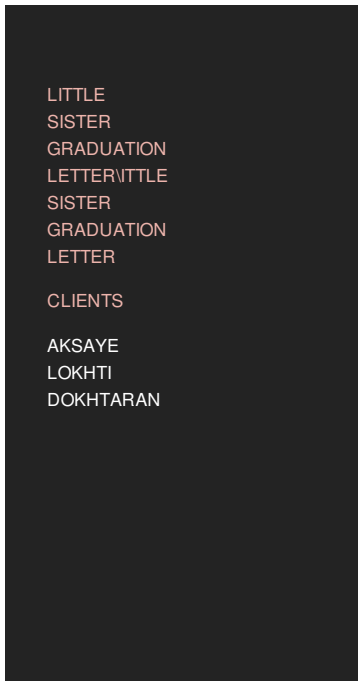 LITTLE
SISTER
GRADUATION
LETTER\ITTLE
SISTER
GRADUATION
LETTER
CLIENTS
AKSAYE
LOKHTI
DOKHTARAN